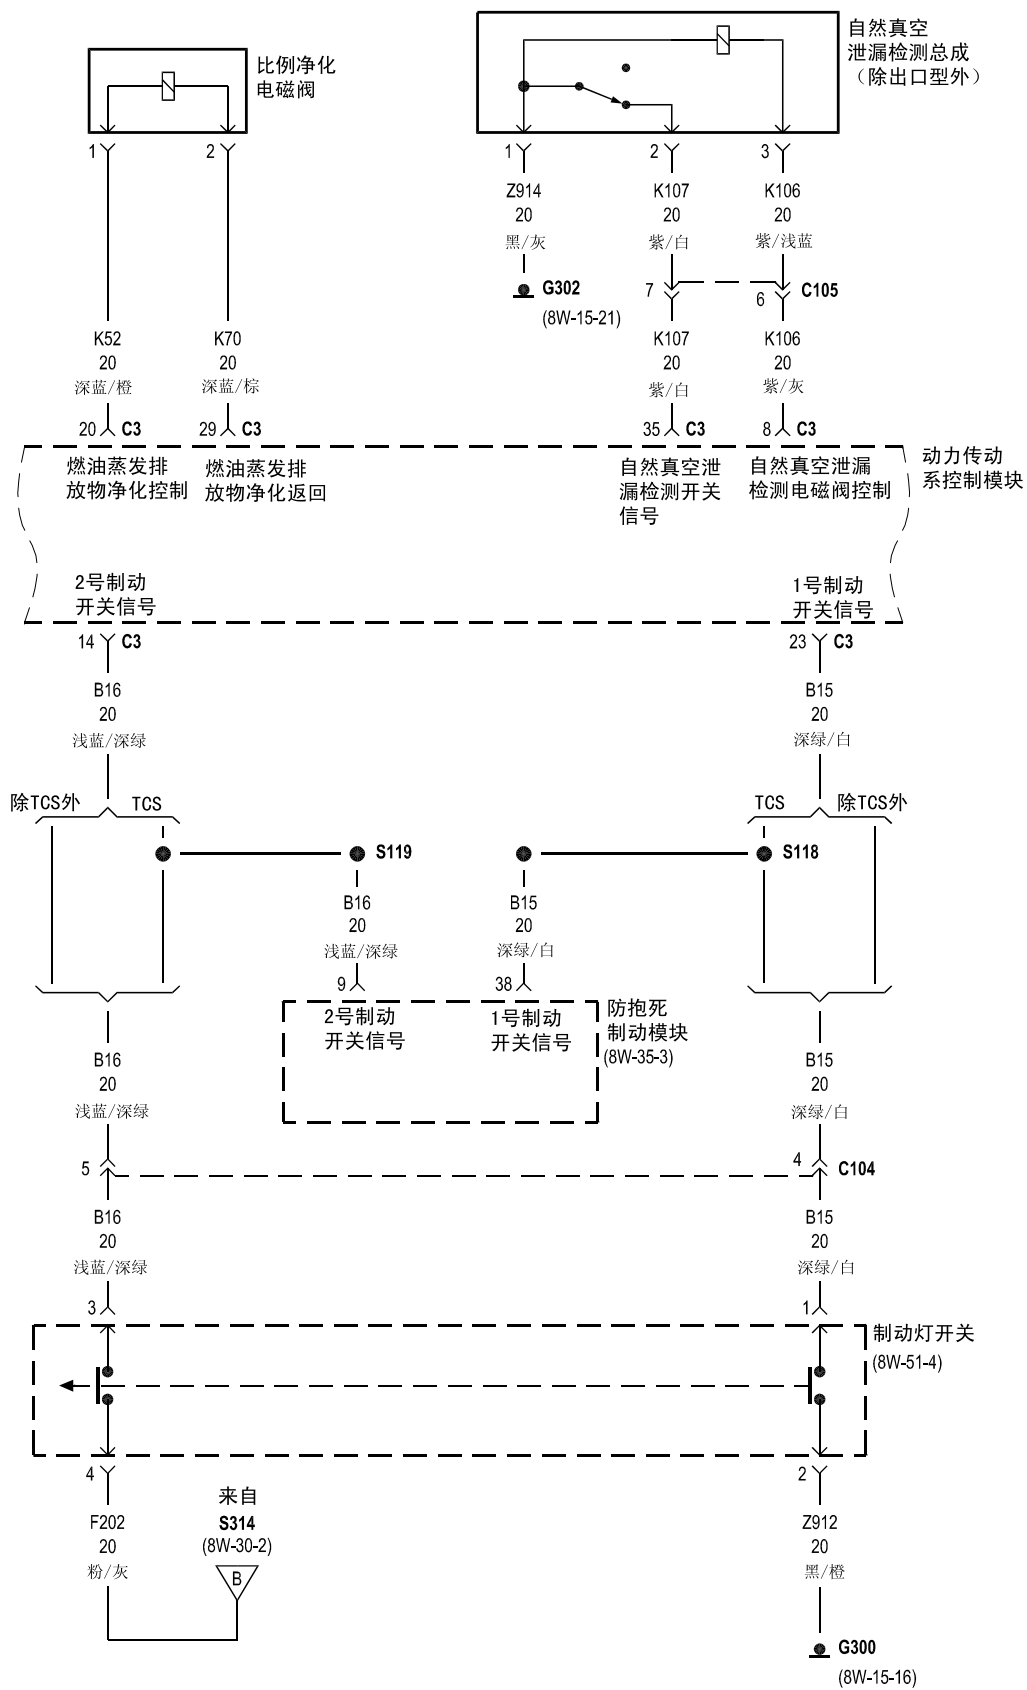 比例净化
电磁阀
自然真空
泄漏检测总成
（除出口型外）
1
2
1
2
3
Z914
20
黑/灰
K107
20
紫/白
K106
20
紫/浅蓝
G302
(8W-15-21)
7
6
C105
K52
20
深蓝/橙
K70
20
深蓝/棕
K107
20
紫/白
K106
20
紫/灰
20
C3
29
C3
35
C3
8
C3
燃油蒸发排
放物净化控制
燃油蒸发排
放物净化返回
自然真空泄
漏检测开关
信号
自然真空泄漏
检测电磁阀控制
动力传动
系控制模块
2号制动
开关信号
1号制动
开关信号
14
C3
23
C3
B16
20
浅蓝/深绿
B15
20
深绿/白
除TCS外
TCS
TCS
除TCS外
S119
S118
B16
20
浅蓝/深绿
B15
20
深绿/白
9
38
2号制动
开关信号
1号制动
开关信号
防抱死
制动模块
(8W-35-3)
B16
20
浅蓝/深绿
B15
20
深绿/白
5
4
C104
B16
20
浅蓝/深绿
B15
20
深绿/白
3
1
制动灯开关
(8W-51-4)
4
2
F202
20
粉/灰
来自
S314
(8W-30-2)
B
Z912
20
黑/橙
G300
(8W-15-16)